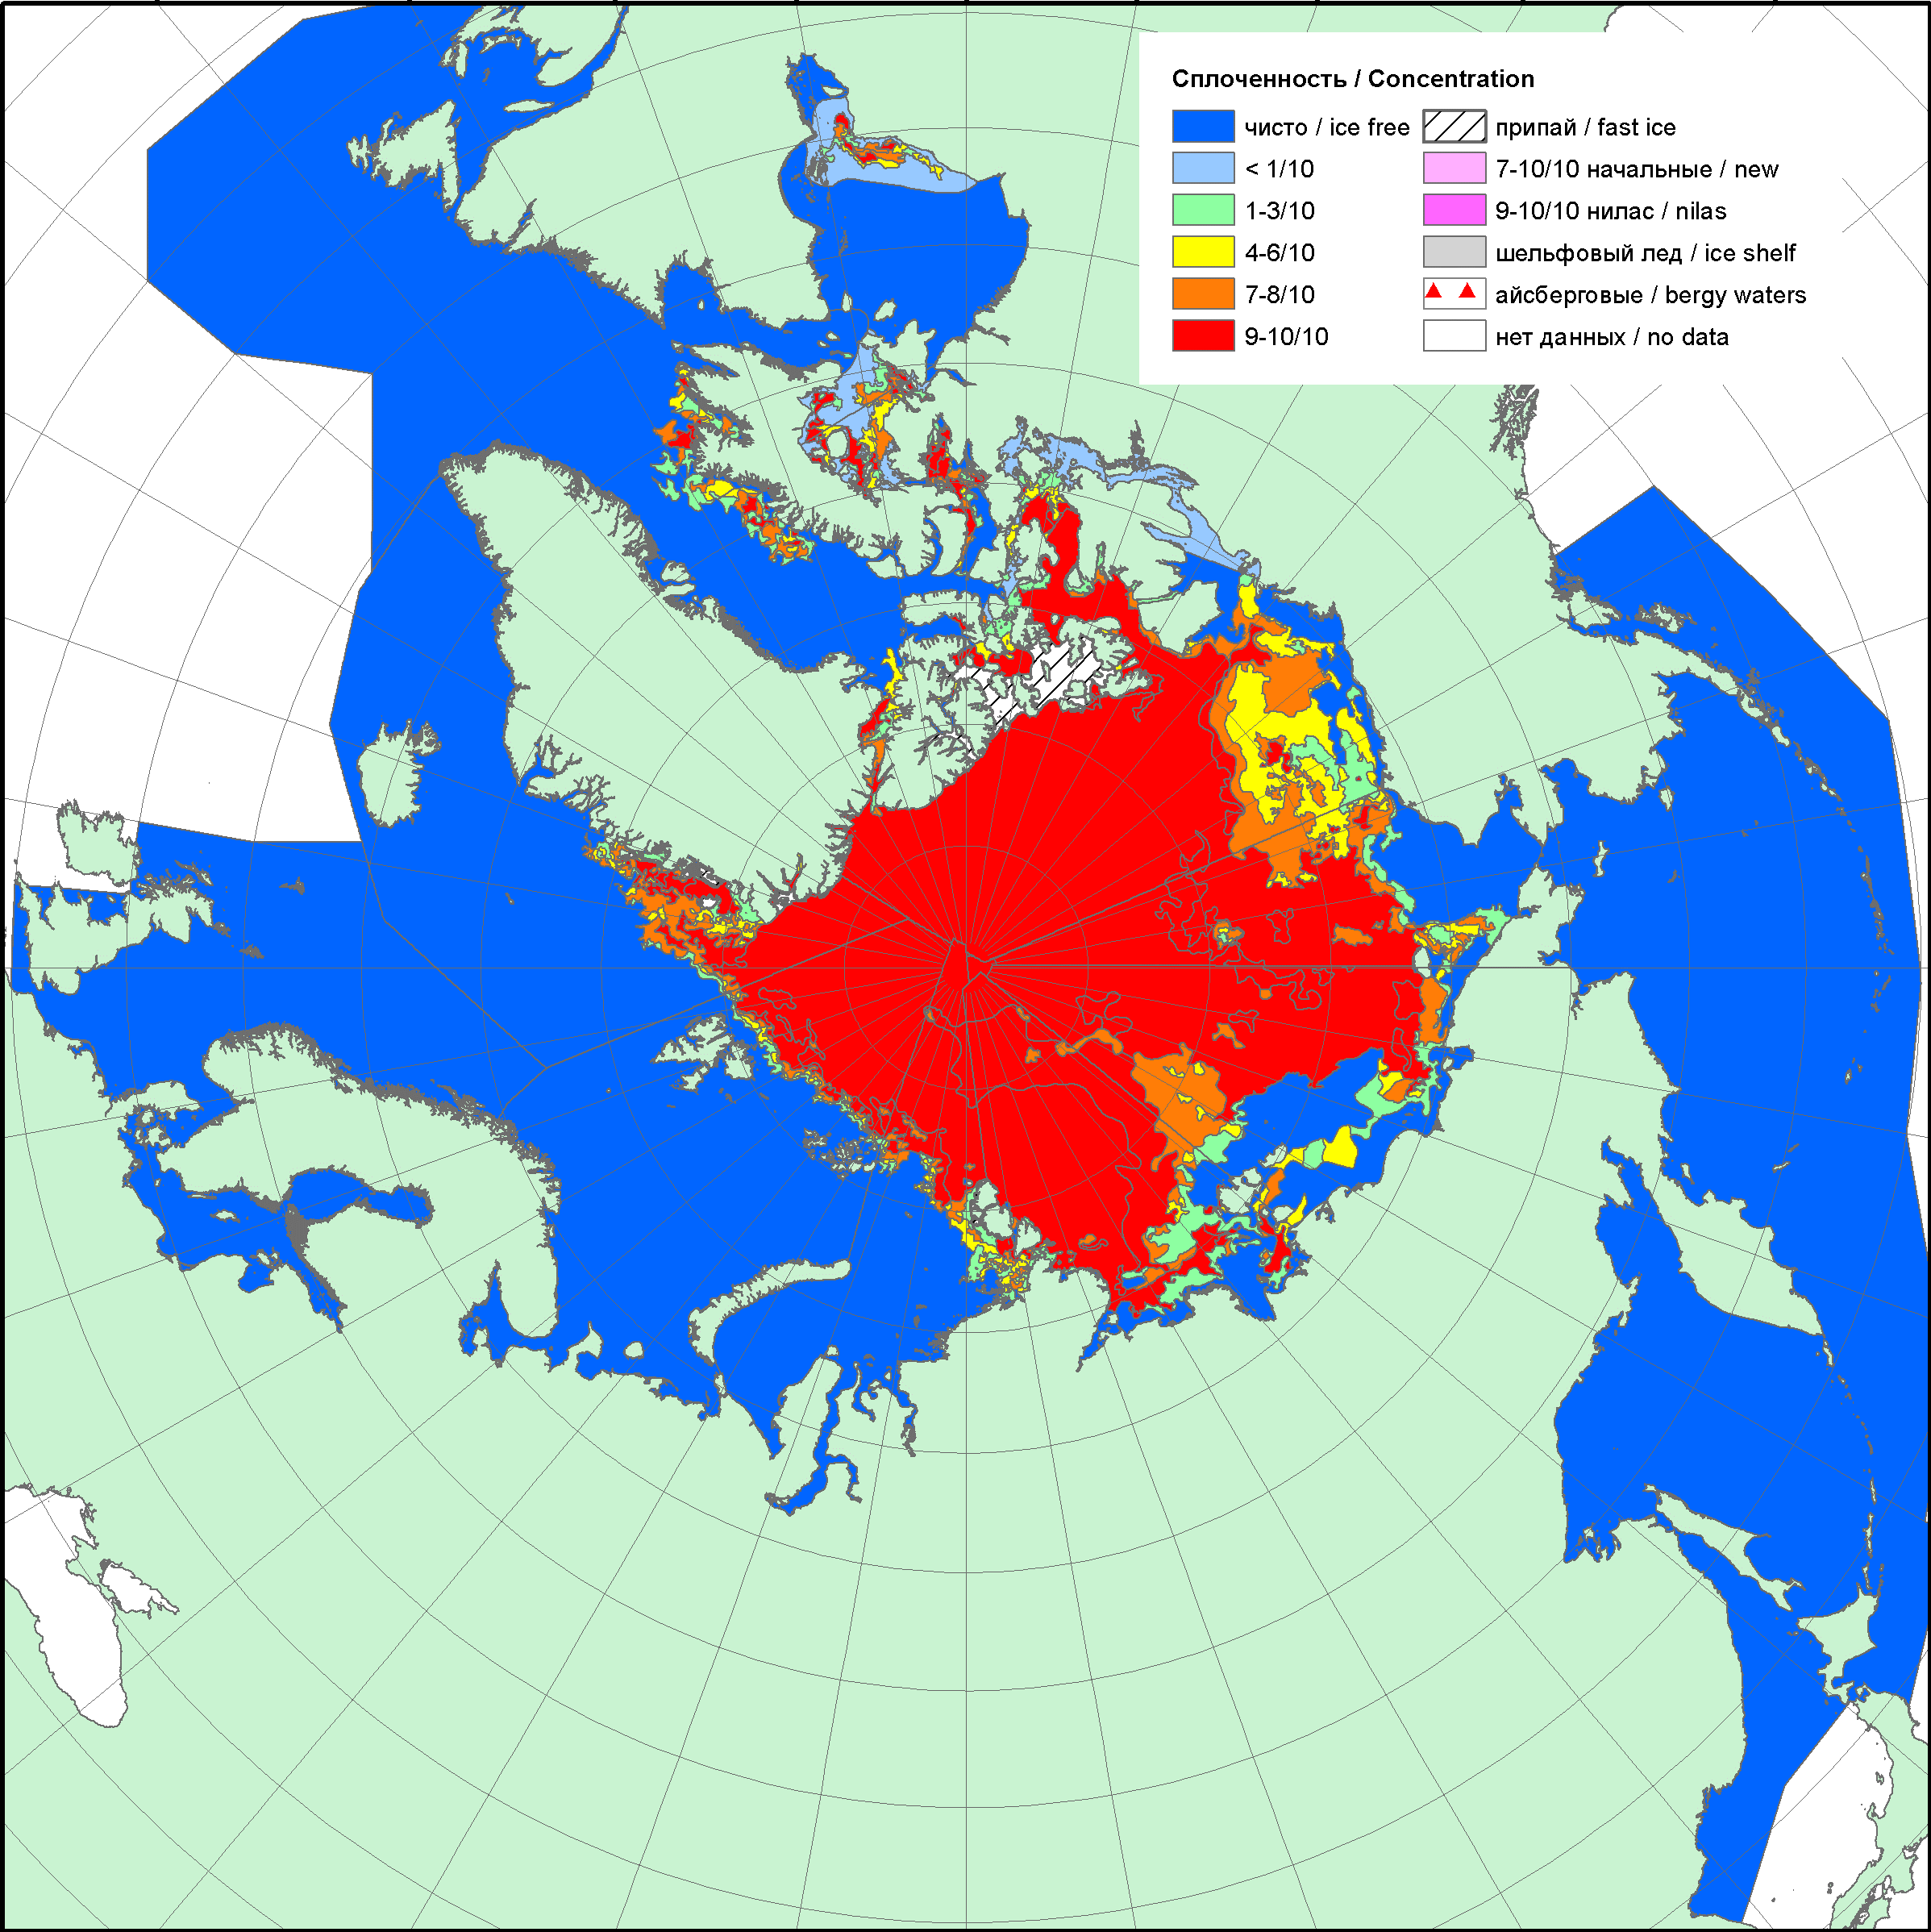 Сплоченность / Concentration
чисто / ice free
< 1/10
1-3/10
4-6/10
7-8/10
9-10/10
припай / fast ice
7-10/10 начальные / new
9-10/10 нилас / nilas
шельфовый лед / ice shelf
айсберговые / bergy waters
нет данных / no data